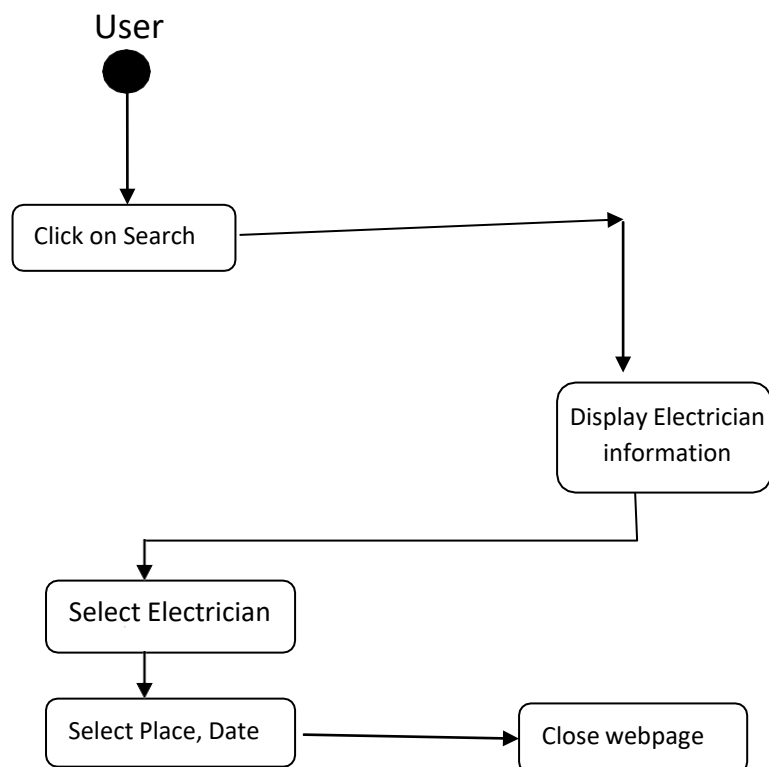 User
Click on Search
Display Electrician
information
Select Electrician
Select Place, Date
Close webpage